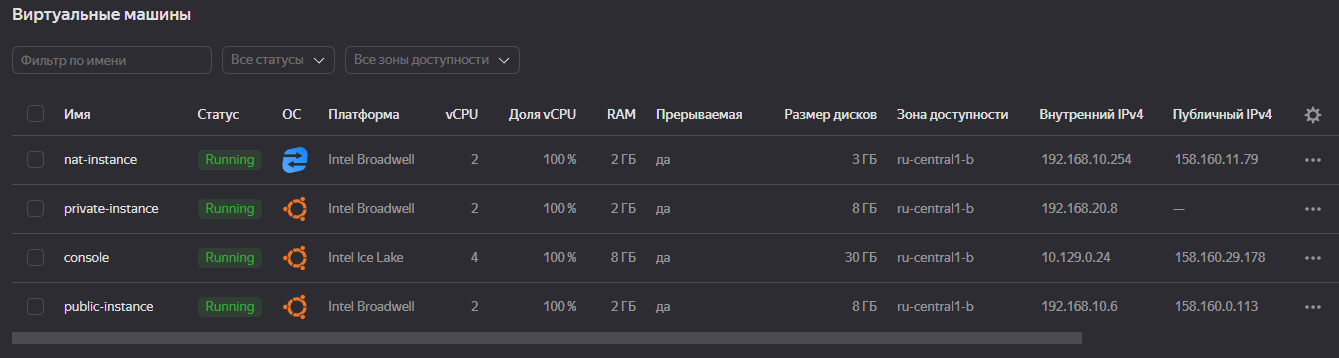 Виртуальные машины
Фильтр по имени Все статусы Все зоны доступности
Имя Статус ОС Платформа vCPU Доля vCPU RAM Прерываемая Размер дисков Зона доступности Внутренний IPv4 Публичный IPv4
nat-instance Running Intel Broadwell 2 100 % 2 ГБ да 3 ГБ ru-central1-b 192.168.10.254 158.160.11.79
private-instance Running Intel Broadwell 2 100 % 2 ГБ да 8 ГБ ru-central1-b 192.168.20.8 —
console Running Intel Ice Lake 4 100 % 8 ГБ да 30 ГБ ru-central1-b 10.129.0.24 158.160.29.178
public-instance Running Intel Broadwell 2 100 % 2 ГБ да 8 ГБ ru-central1-b 192.168.10.6 158.160.0.113